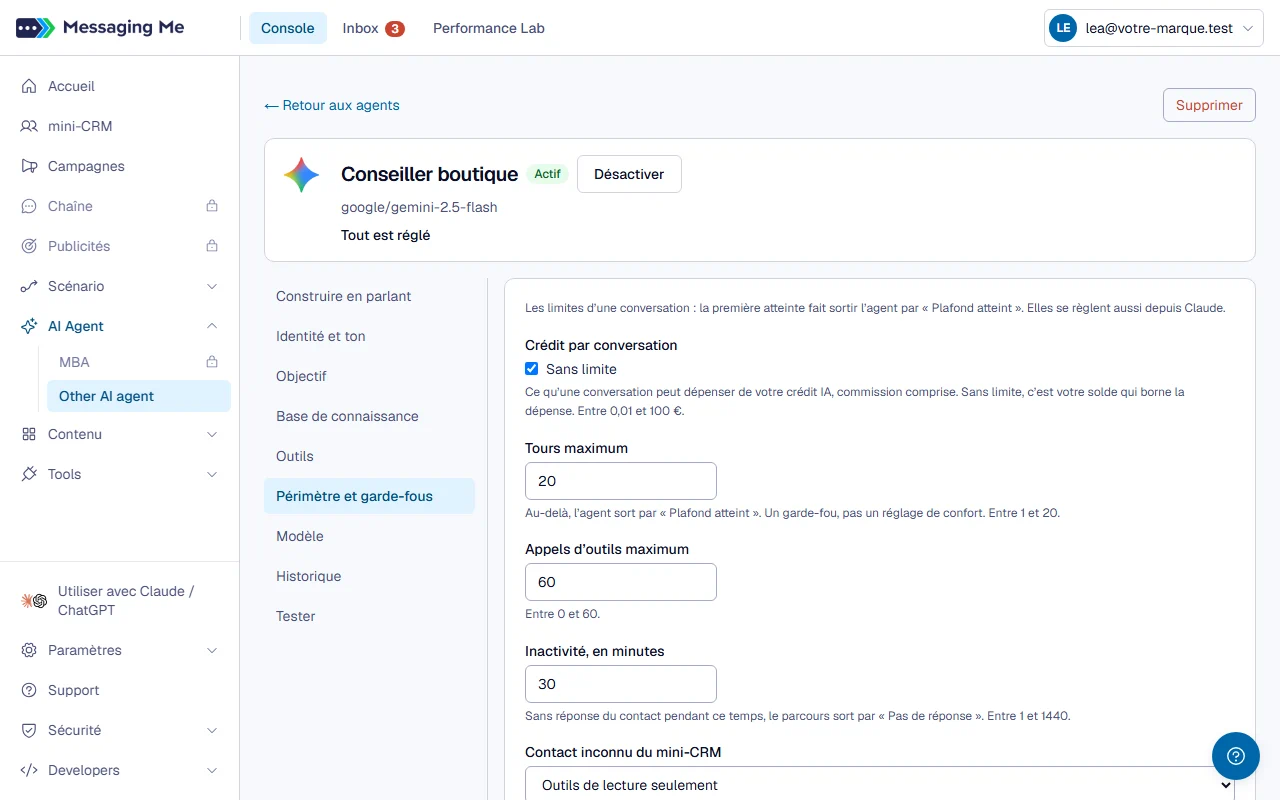 Messaging Me
Console
Inbox 3
Performance Lab
LE lea@votre-marque.test
Accueil
mini-CRM
Campagnes
Chaîne
Publicités
Scénario
AI Agent
MBA
Other AI agent
Contenu
Tools
Utiliser avec Claude /
ChatGPT
Paramètres
Support
Sécurité
Developers
← Retour aux agents
Supprimer
Conseiller boutique Actif Désactiver
google/gemini-2.5-flash
Tout est réglé
Construire en parlant
Identité et ton
Objectif
Base de connaissance
Outils
Périmètre et garde-fous
Modèle
Historique
Tester
Les limites d’une conversation : la première atteinte fait sortir l’agent par « Plafond atteint ». Elles se règlent aussi depuis Claude.
Crédit par conversation
Sans limite
Ce qu’une conversation peut dépenser de votre crédit IA, commission comprise. Sans limite, c’est votre solde qui borne la
dépense. Entre 0,01 et 100 €.
Tours maximum
20
Au-delà, l’agent sort par « Plafond atteint ». Un garde-fou, pas un réglage de confort. Entre 1 et 20.
Appels d’outils maximum
60
Entre 0 et 60.
Inactivité, en minutes
30
Sans réponse du contact pendant ce temps, le parcours sort par « Pas de réponse ». Entre 1 et 1440.
Contact inconnu du mini-CRM
Outils de lecture seulement